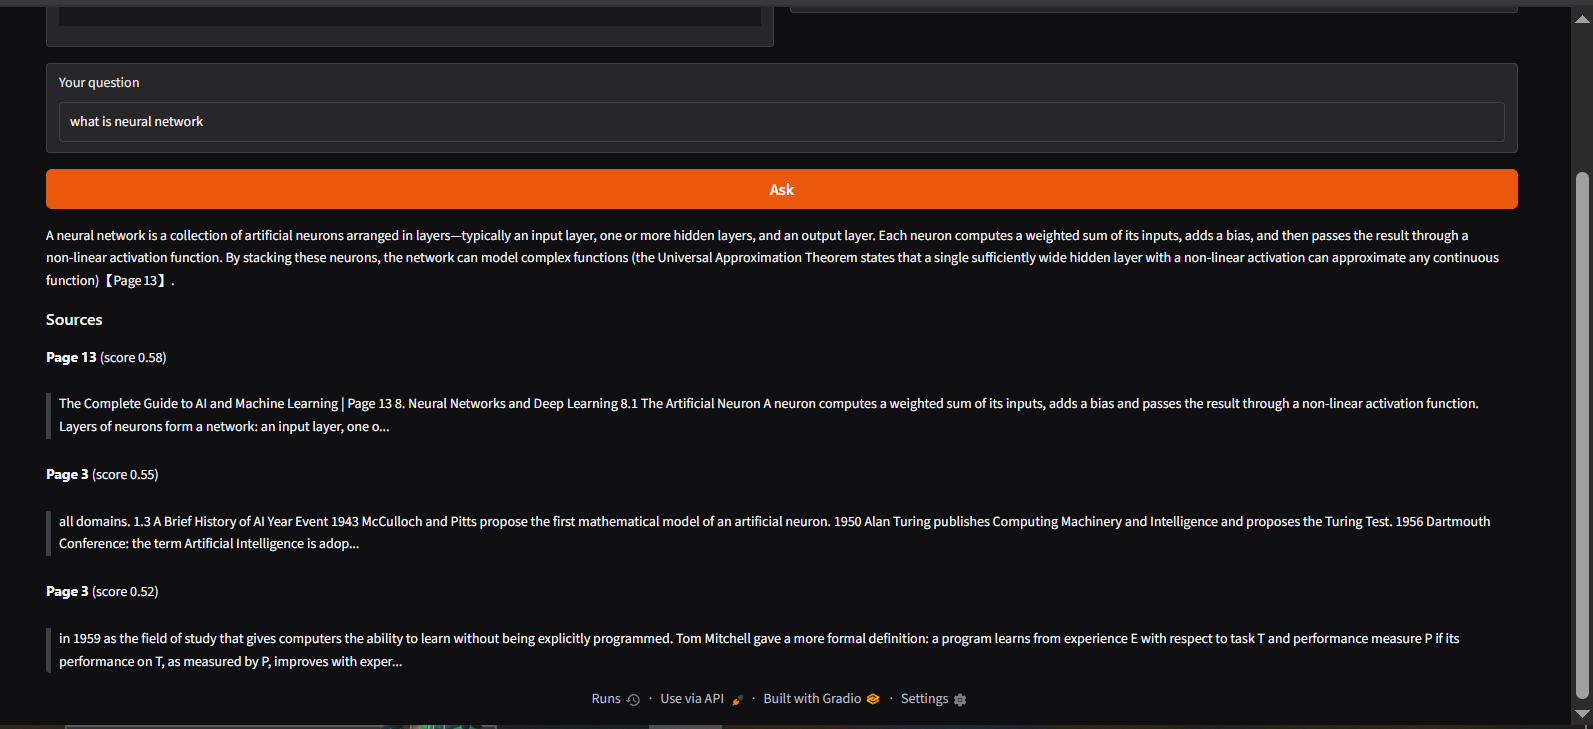 Your question
what is neural network
Ask
A neural network is a collection of artificial neurons arranged in layers—typically an input layer, one or more hidden layers, and an output layer. Each neuron computes a weighted sum of its inputs, adds a bias, and then passes the result through a
non-linear activation function. By stacking these neurons, the network can model complex functions (the Universal Approximation Theorem states that a single sufficiently wide hidden layer with a non-linear activation can approximate any continuous
function)【Page 13】.
Sources
Page 13 (score 0.58)
The Complete Guide to AI and Machine Learning | Page 13 8. Neural Networks and Deep Learning 8.1 The Artificial Neuron A neuron computes a weighted sum of its inputs, adds a bias and passes the result through a non-linear activation function.
Layers of neurons form a network: an input layer, one o...
Page 3 (score 0.55)
all domains. 1.3 A Brief History of AI Year Event 1943 McCulloch and Pitts propose the first mathematical model of an artificial neuron. 1950 Alan Turing publishes Computing Machinery and Intelligence and proposes the Turing Test. 1956 Dartmouth
Conference: the term Artificial Intelligence is adop...
Page 3 (score 0.52)
in 1959 as the field of study that gives computers the ability to learn without being explicitly programmed. Tom Mitchell gave a more formal definition: a program learns from experience E with respect to task T and performance measure P if its
performance on T, as measured by P, improves with exper...
Runs · Use via API · Built with Gradio · Settings